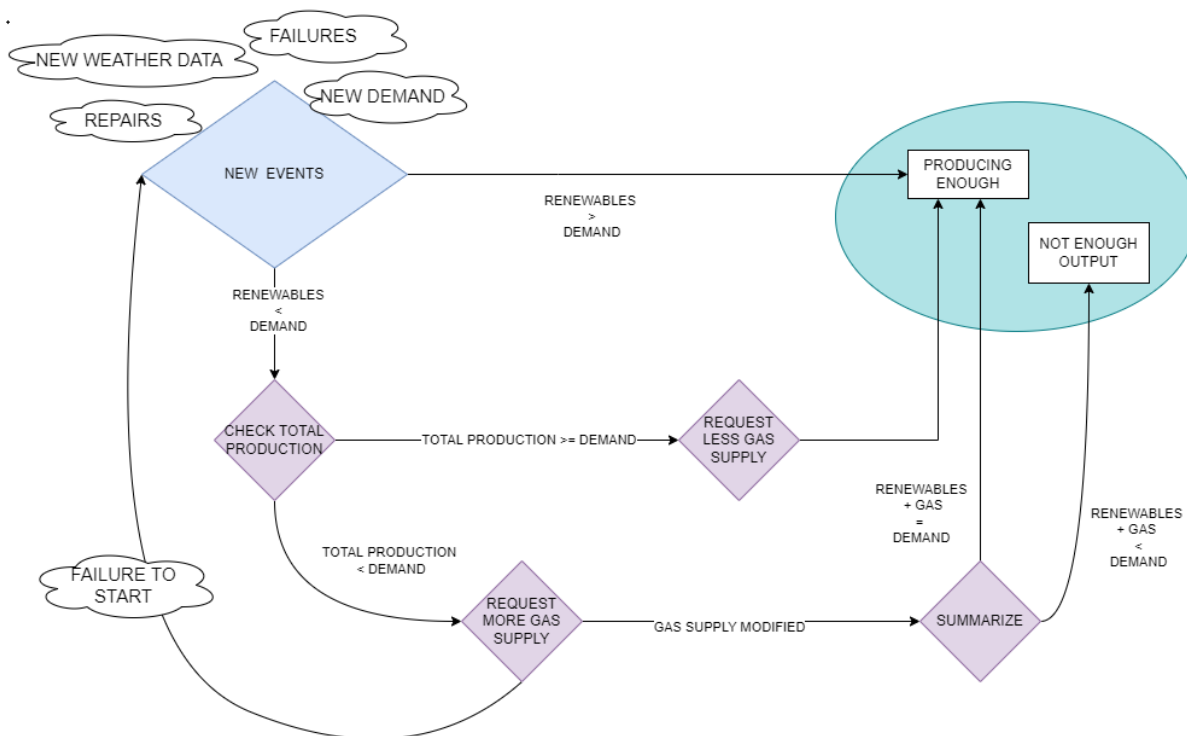 .
FAILURES
NEW WEATHER DATA
NEW DEMAND
REPAIRS
NEW EVENTS
PRODUCING
ENOUGH
RENEWABLES
>
DEMAND
NOT ENOUGH
OUTPUT
RENEWABLES
<
DEMAND
CHECK TOTAL
PRODUCTION
TOTAL PRODUCTION >= DEMAND
REQUEST
LESS GAS
SUPPLY
RENEWABLES
+ GAS
=
DEMAND
RENEWABLES
+ GAS
<
DEMAND
TOTAL PRODUCTION
< DEMAND
FAILURE TO
START
REQUEST
MORE GAS
SUPPLY
GAS SUPPLY MODIFIED
SUMMARIZE